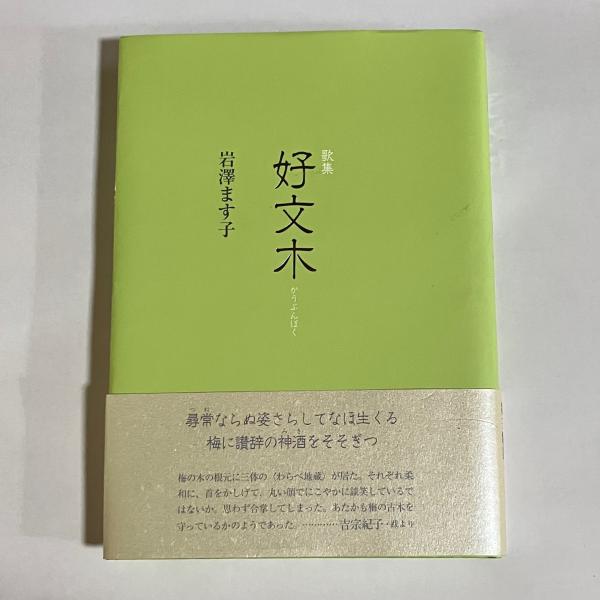 歌集
好文木
かうぶんぼく
岩澤ます子
尋常ならぬ姿さらしてなほ生くる
つね
梅に讃辞の神酒をそそぎつ
みき
梅の木の根元に三体の〈わらべ地蔵〉が居た。それぞれ柔
和に、首をかしげて、丸い顔でにこやかに談笑しているで
はないか。思わず合掌してしまった。あたかも梅の古木を
守っているかのようであった。…………吉宗紀子・跋より